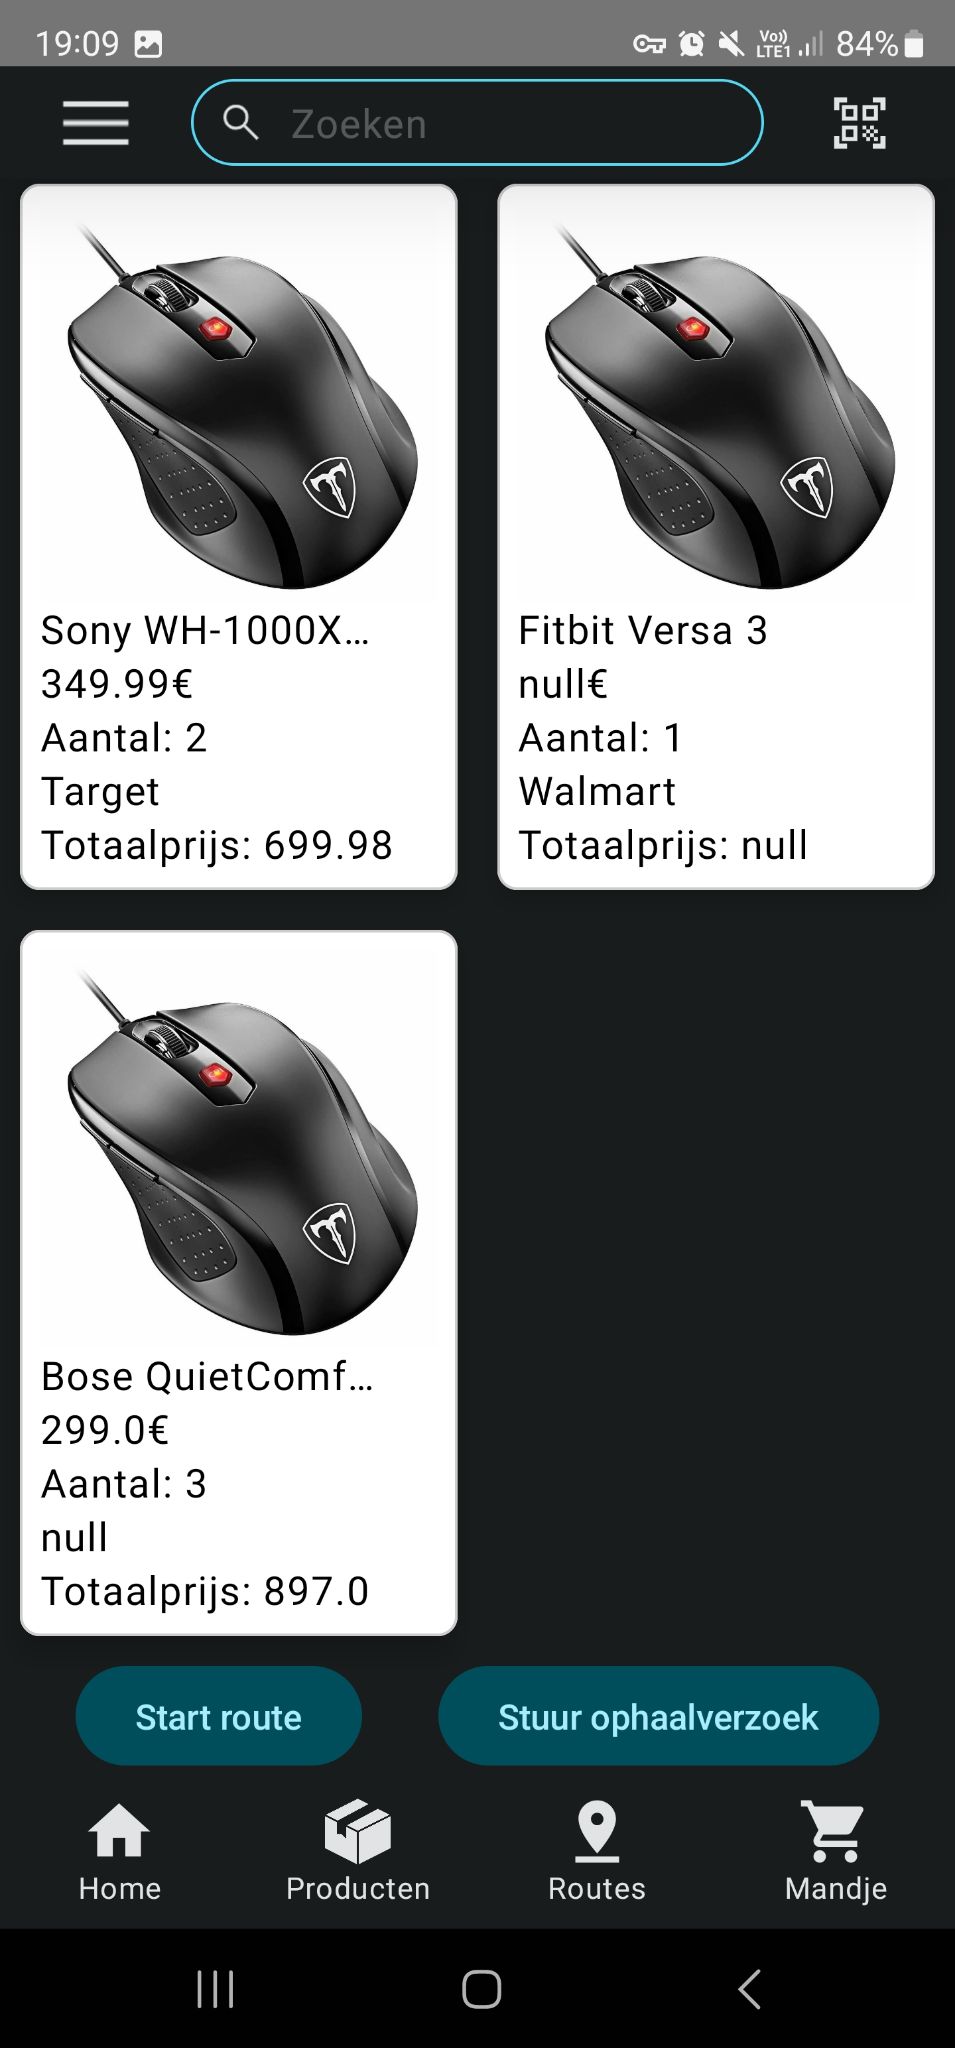 19:09
Vo))
LTE1
84%
Zoeken
Sony WH-1000X...
349.99€
Aantal: 2
Target
Totaalprijs: 699.98
Fitbit Versa 3
null€
Aantal: 1
Walmart
Totaalprijs: null
Bose QuietComf...
299.0€
Aantal: 3
null
Totaalprijs: 897.0
Start route
Stuur ophaalverzoek
Home
Producten
Routes
Mandje